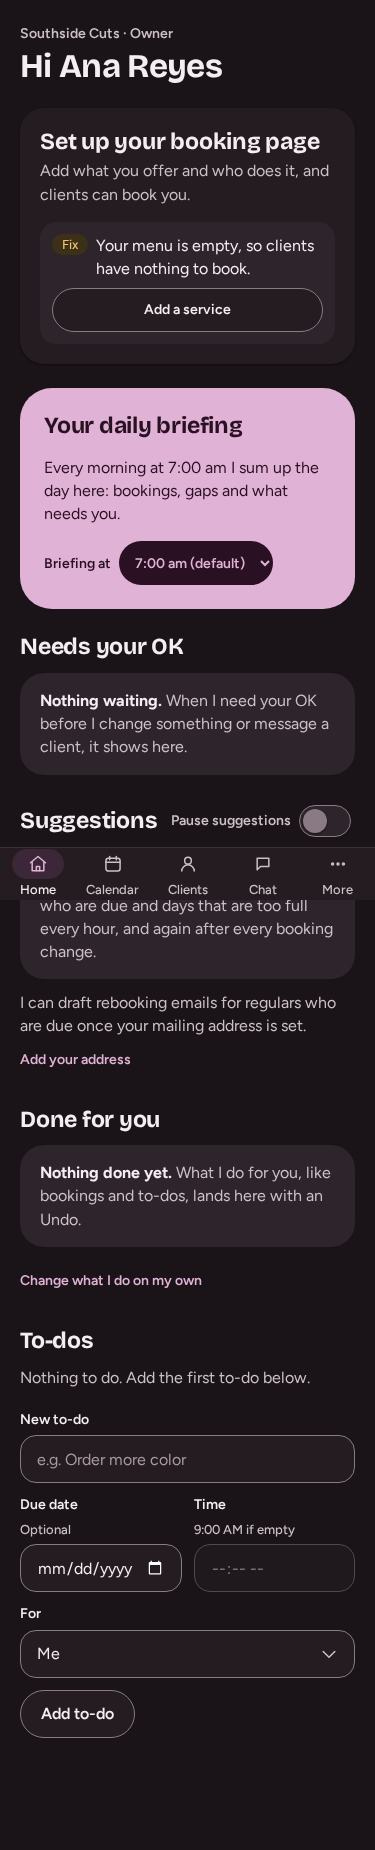 Southside Cuts · Owner
Hi Ana Reyes
Set up your booking page
Add what you offer and who does it, and
clients can book you.
Fix
Your menu is empty, so clients
have nothing to book.
Add a service
Your daily briefing
Every morning at 7:00 am I sum up the
day here: bookings, gaps and what
needs you.
Briefing at
7:00 am (default)
Needs your OK
Nothing waiting. When I need your OK
before I change something or message a
client, it shows here.
Suggestions
Pause suggestions
Home
Calendar
Clients
Chat
More
who are due and days that are too full
every hour, and again after every booking
change.
I can draft rebooking emails for regulars who
are due once your mailing address is set.
Add your address
Done for you
Nothing done yet. What I do for you, like
bookings and to-dos, lands here with an
Undo.
Change what I do on my own
To-dos
Nothing to do. Add the first to-do below.
New to-do
e.g. Order more color
Due date
Time
Optional
9:00 AM if empty
mm/dd/yyyy
--:-- --
For
Me
Add to-do